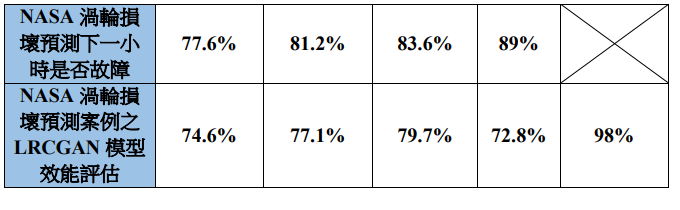 NASA 渦輪損
壞預測下一小
時是否故障
77.6% 81.2% 83.6% 89%
NASA 渦輪損
壞預測案例之
LRCGAN 模型
效能評估
74.6% 77.1% 79.7% 72.8% 98%